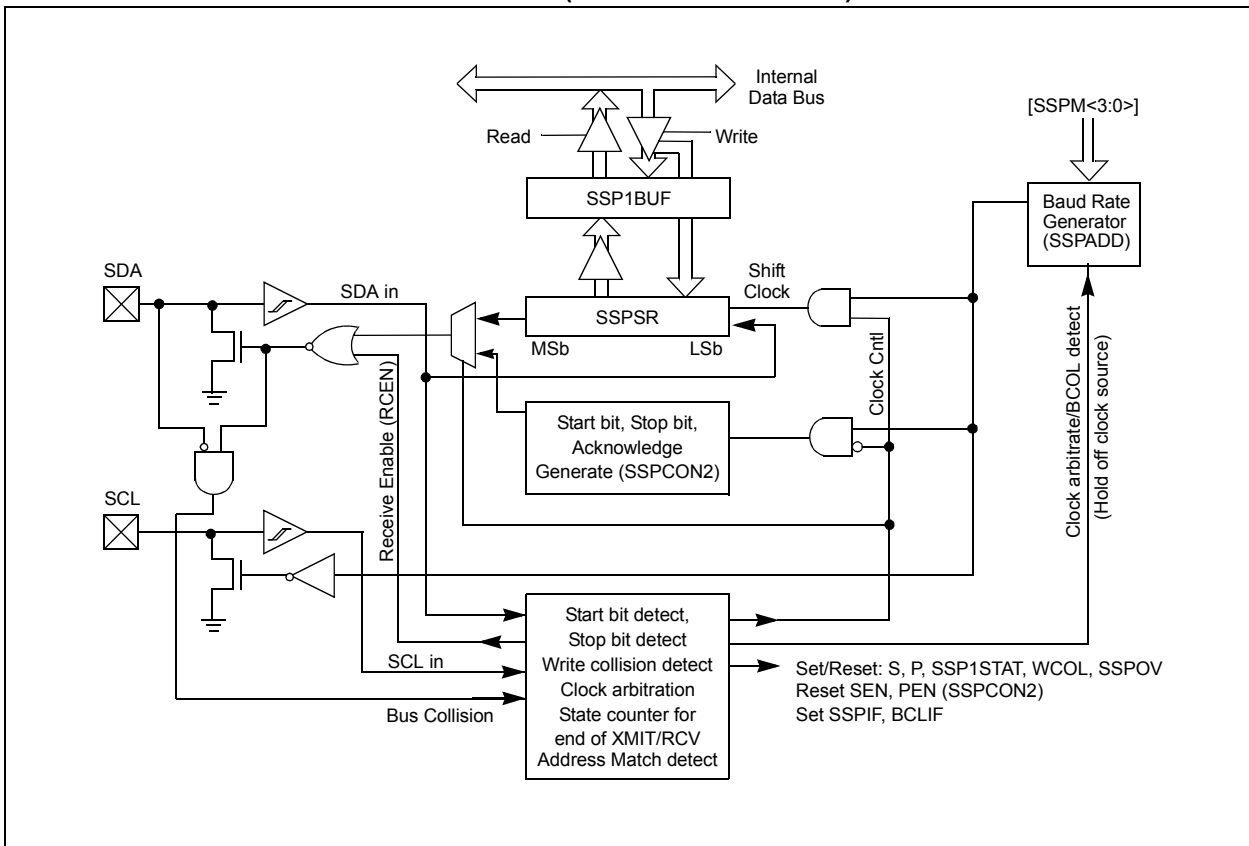 Internal
Data Bus
[SSPM<3:0>]
Read
Write
SSP1BUF
Baud Rate
Generator
(SSPADD)
SDA
SDA in
Shift
Clock
SSPSR
MSb
LSb
Clock Cntl
Receive Enable (RCEN)
Start bit, Stop bit,
Acknowledge
Generate (SSPCON2)
Clock arbitrate/BCOL detect
(Hold off clock source)
SCL
SCL in
Bus Collision
Start bit detect,
Stop bit detect
Write collision detect
Clock arbitration
State counter for
end of XMIT/RCV
Address Match detect
Set/Reset: S, P, SSP1STAT, WCOL, SSPOV
Reset SEN, PEN (SSPCON2)
Set SSPIF, BCLIF